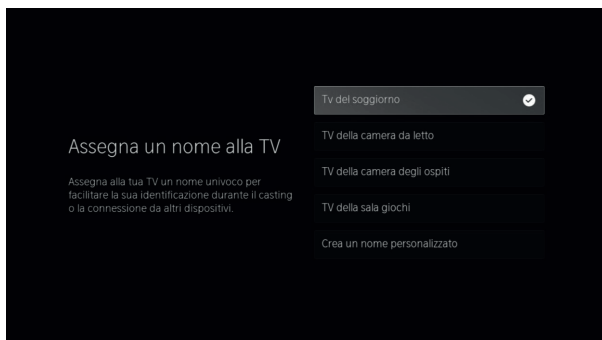 Assegna un nome alla TV
Assegna alla tua TV un nome univoco per
facilitare la sua identificazione durante il casting
o la connessione da altri dispositivi.
Tv del soggiorno
TV della camera da letto
TV della camera degli ospiti
TV della sala giochi
Crea un nome personalizzato